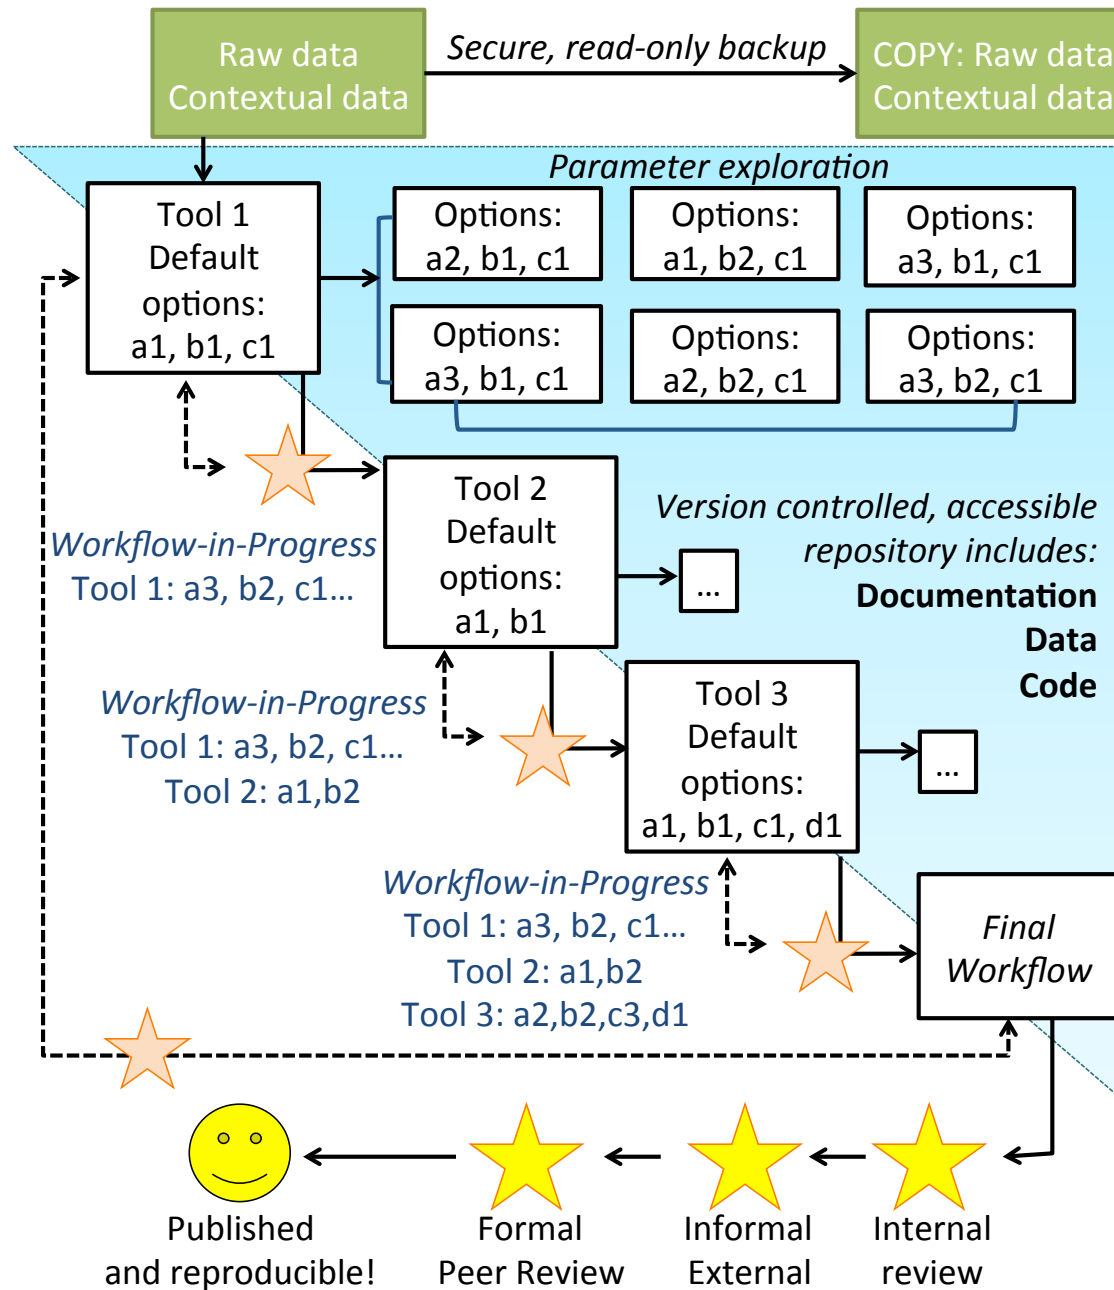 Raw data
Contextual data
Secure, read-only backup
COPY: Raw data
Contextual data
Parameter exploration
Tool 1
Default
options:
a1, b1, c1
Options:
a2, b1, c1
Options:
a1, b2, c1
Options:
a3, b1, c1
Options:
a3, b1, c1
Options:
a2, b2, c1
Options:
a3, b2, c1
Workflow-in-Progress
Tool 1: a3, b2, c1...
Tool 2
Default
options:
a1, b1
...
Version controlled, accessible
repository includes:
Documentation
Data
Code
Workflow-in-Progress
Tool 1: a3, b2, c1...
Tool 2: a1,b2
Tool 3
Default
options:
a1, b1, c1, d1
...
Workflow-in-Progress
Tool 1: a3, b2, c1...
Tool 2: a1,b2
Tool 3: a2,b2,c3,d1
Final
Workflow
Published
and reproducible!
Formal
Peer Review
Informal
External
Internal
review